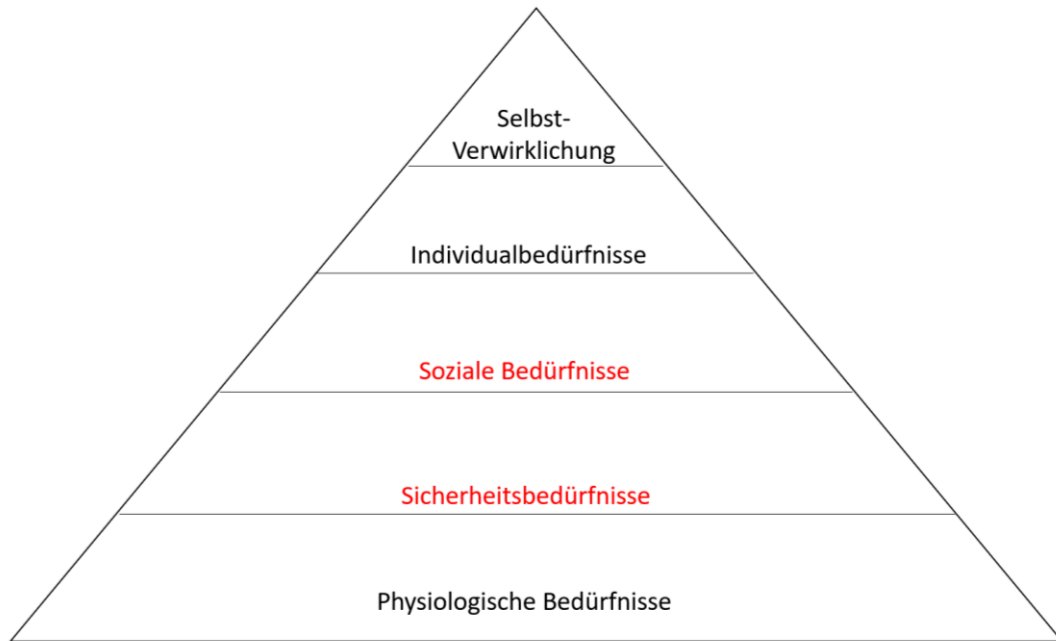 Selbst-
Verwirklichung
Individualbedürfnisse
Soziale Bedürfnisse
Sicherheitsbedürfnisse
Physiologische Bedürfnisse